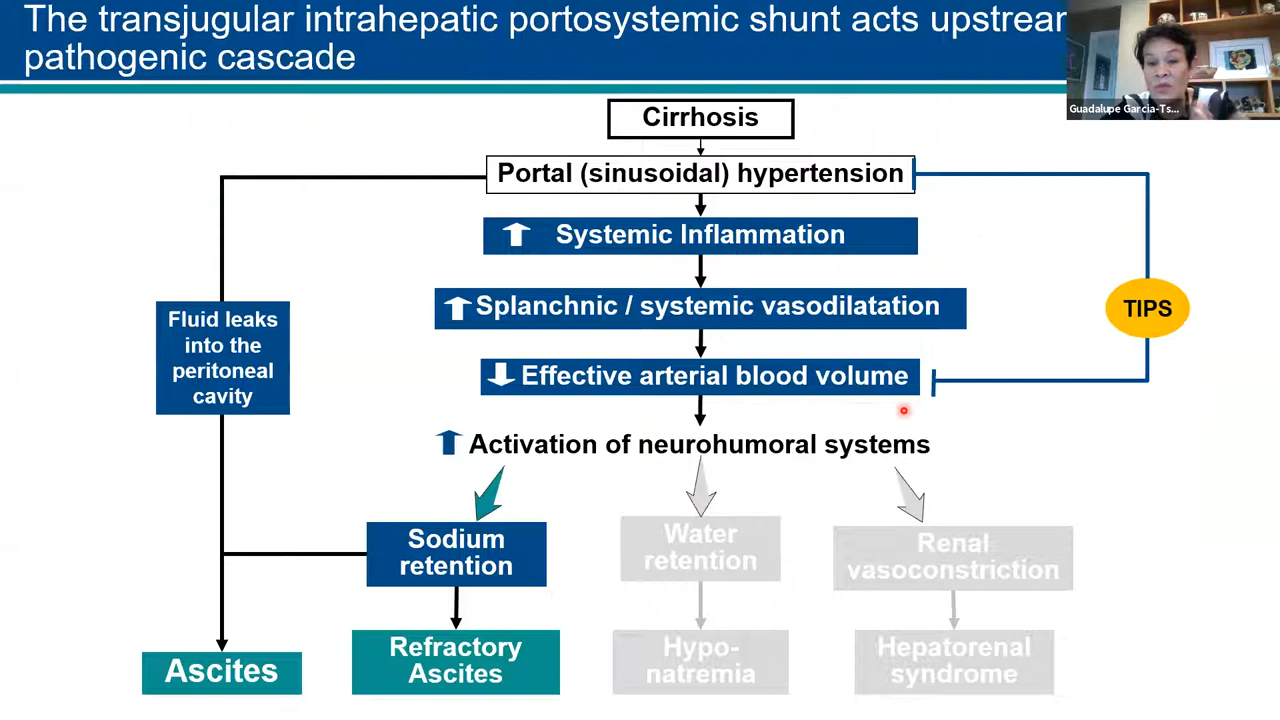 The transjugular intrahepatic portosystemic shunt acts
pathogenic cascade
Guadalupe Garcia-Ts...
Cirrhosis
Portal (sinusoidal) hypertension
Systemic Inflammation
Splanchnic / systemic vasodilatation
Fluid leaks
into the
peritoneal
cavity
TIPS
Effective arterial blood volume
Activation of neurohumoral systems
Sodium
retention
Water
retention
Renal
vasoconstriction
Ascites
Refractory
Ascites
Hypo-
natremia
Hepatorenal
syndrome